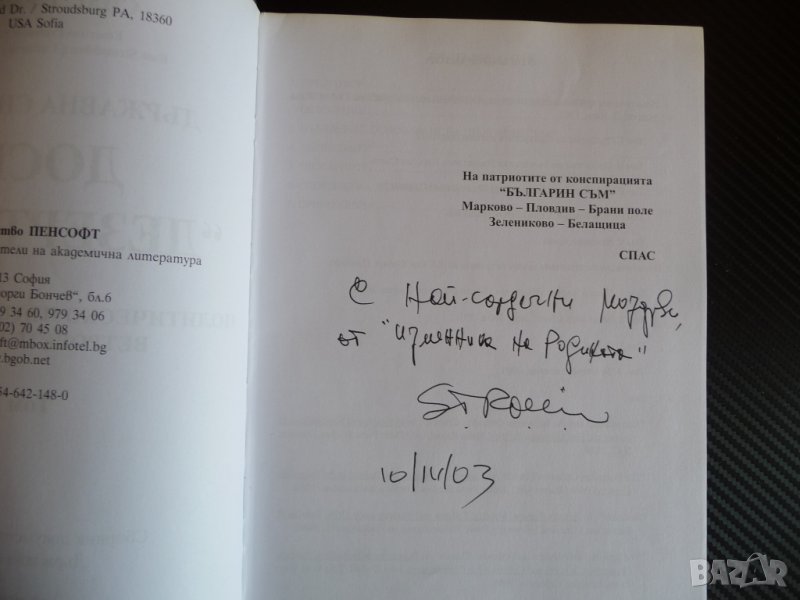 d Dr. / Stroudsburg PA, 18360
USA Sofia
ство ПЕНСОФТ
тели на академична литература
13 София
орги Бончев", бл.6
9 34 60, 979 34 06
02) 70 45 08
ft@mbox.infotel.bg
.bgob.net
54-642-148-0
На патриотите от конспирацията
“БЪЛГАРИН СЪМ”
Марково – Пловдив – Брани поле
Зелениково – Белащица
СПАС
С най-сърдечни поздрави,
от "изменника на Родината"
10/14/03
BAZAR